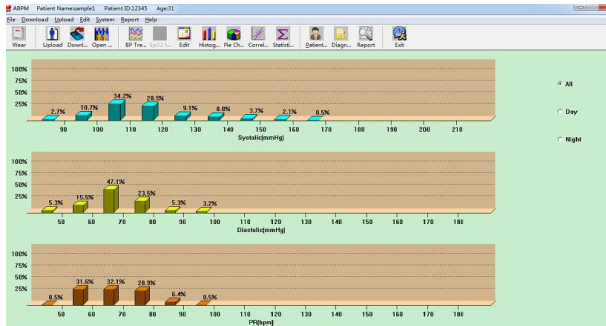 ABPM Patient Name:sample1 Patient ID:12345 Age:31
File Download Upload Edit System Report Help
Wear Upload Downl... Open ... BP Tre... Sp02 t... Edit Histog... Pie Ch... Correl... Statisti... Patient... Diagn... Report Exit
100%
75%
50%
25%
2.7% 10.7% 34.2% 28.9% 9.1% 8.0% 3.7% 2.1% 0.5%
90 100 110 120 130 140 150 160 170 180 190 200 210
Systolic(mmHg)
All
Day
Night
100%
75%
50%
25%
5.3% 15.5% 47.1% 23.5% 5.3% 3.2%
50 60 70 80 90 100 110 120 130 140 150 160 170 180
Diastolic(mmHg)
100%
75%
50%
25%
0.5% 31.6% 32.1% 28.9% 6.4% 0.5%
50 60 70 80 90 100 110 120 130 140 150 160 170 180
PR(bpm)